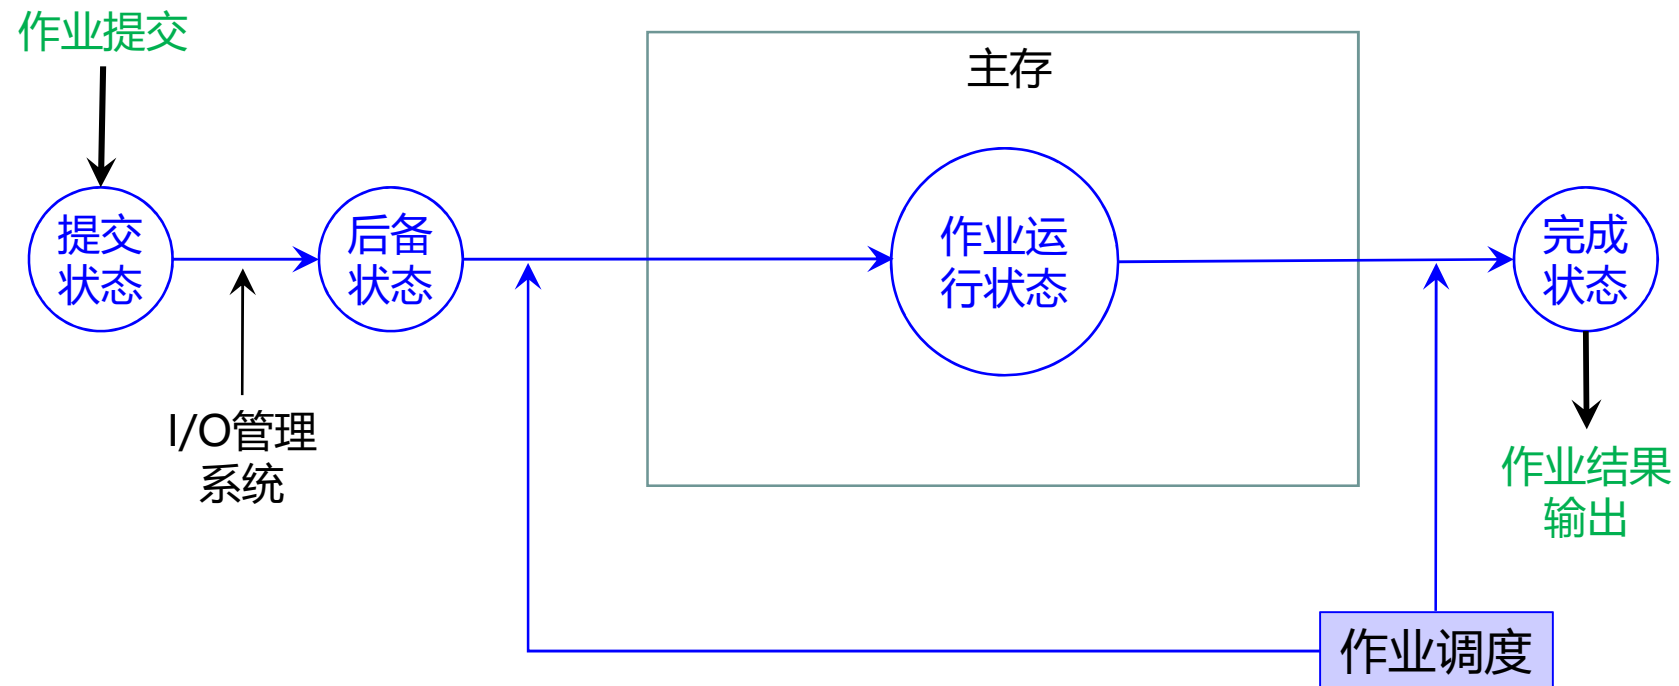 作业提交
主存
提交
状态
后备
状态
作业运
行状态
完成
状态
I/O管理
系统
作业结果
输出
作业调度